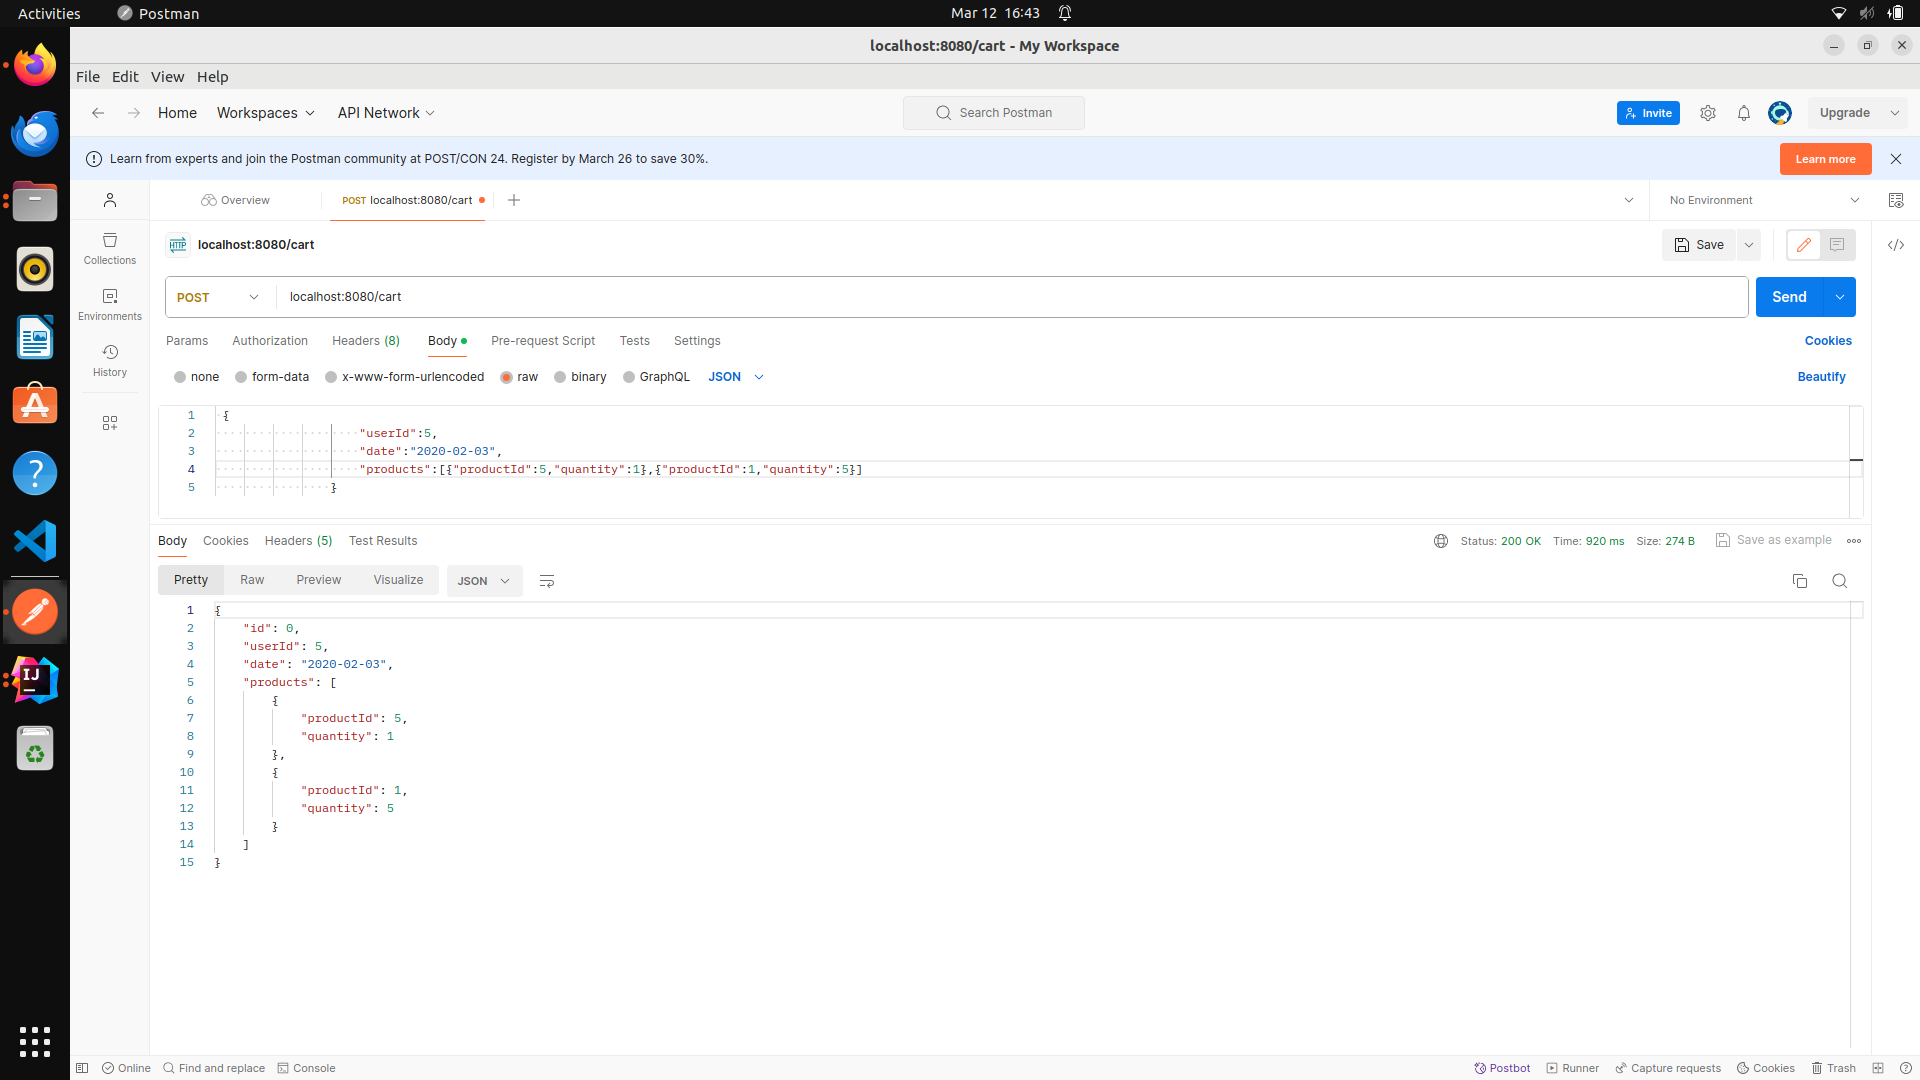 Activities Postman Mar 12 16:43
localhost:8080/cart - My Workspace
File Edit View Help
Home Workspaces API Network Search Postman Invite Upgrade
Learn from experts and join the Postman community at POST/CON 24. Register by March 26 to save 30%. Learn more
Overview POST localhost:8080/cart No Environment
HTTP localhost:8080/cart Save
Collections
Environments
History
POST localhost:8080/cart Send
Params Authorization Headers (8) Body Pre-request Script Tests Settings Cookies
none form-data x-www-form-urlencoded raw binary GraphQL JSON Beautify
1 {
2 "userId":5,
3 "date":"2020-02-03",
4 "products":[{"productId":5,"quantity":1},{"productId":1,"quantity":5}]
5 }
Body Cookies Headers (5) Test Results Status: 200 OK Time: 920 ms Size: 274 B Save as example
Pretty Raw Preview Visualize JSON
1 {
2 "id": 0,
3 "userId": 5,
4 "date": "2020-02-03",
5 "products": [
6 {
7 "productId": 5,
8 "quantity": 1
9 },
10 {
11 "productId": 1,
12 "quantity": 5
13 }
14 ]
15 }
IJ
Online Find and replace Console Postbot Runner Capture requests Cookies Trash